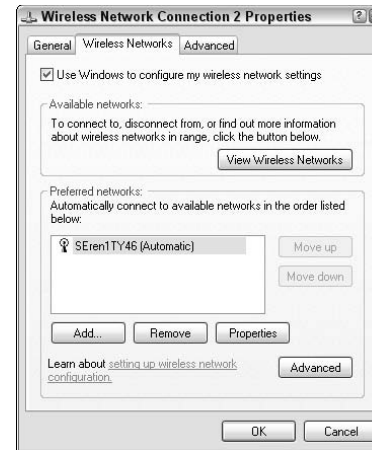 Wireless Network Connection 2 Properties
General Wireless Networks Advanced
Use Windows to configure my wireless network settings
Available networks:
To connect to, disconnect from, or find out more information
about wireless networks in range, click the button below.
View Wireless Networks
Preferred networks:
Automatically connect to available networks in the order listed
below:
SEren1TY46 (Automatic)
Move up
Move down
Add... Remove Properties
Learn about setting up wireless network
configuration.
Advanced
OK Cancel